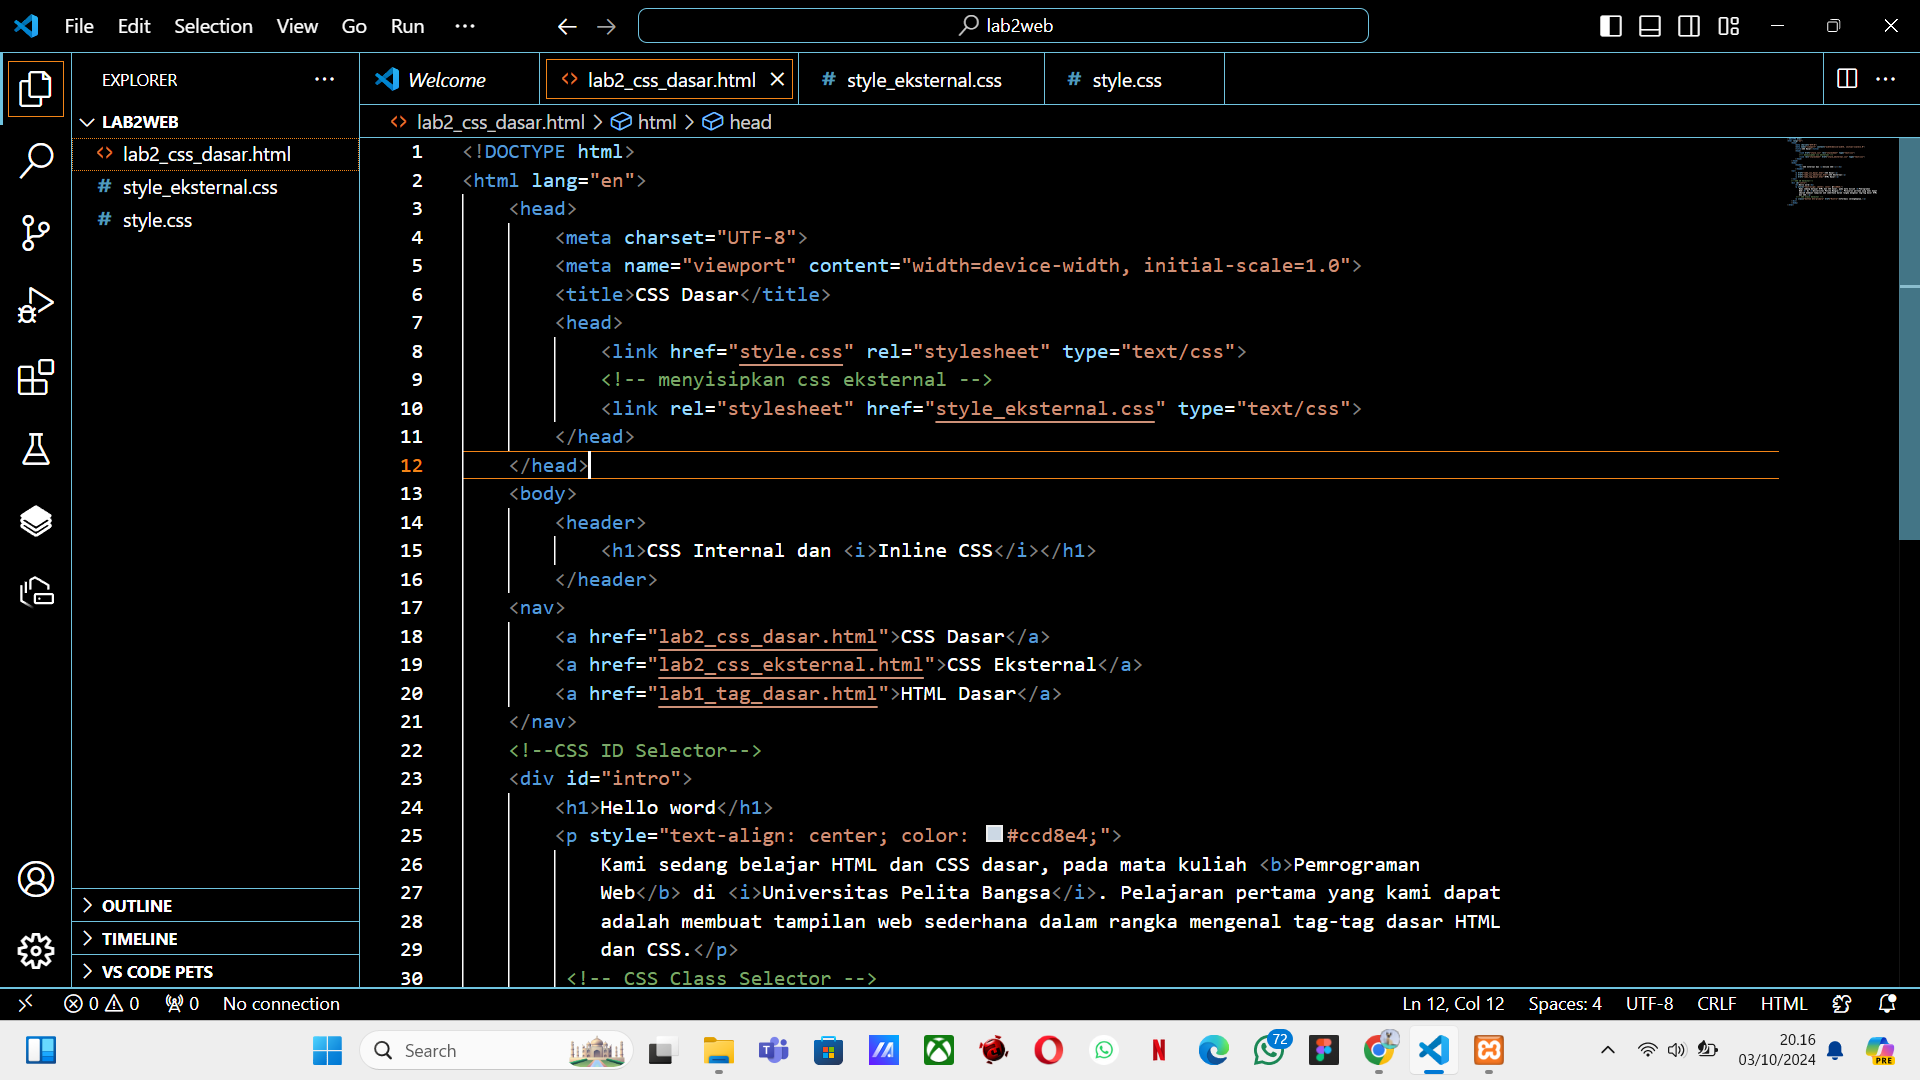 File Edit Selection View Go Run ··· lab2web
EXPLORER ···
Welcome lab2_css_dasar.html style_eksternal.css style.css ···
LAB2WEB
lab2_css_dasar.html
style_eksternal.css
style.css
lab2_css_dasar.html > html > head
1 <!DOCTYPE html>
2 <html lang="en">
3 <head>
4 <meta charset="UTF-8">
5 <meta name="viewport" content="width=device-width, initial-scale=1.0">
6 <title>CSS Dasar</title>
7 <head>
8 <link href="style.css" rel="stylesheet" type="text/css">
9 <!-- menyisipkan css eksternal -->
10 <link rel="stylesheet" href="style_eksternal.css" type="text/css">
11 </head>
12 </head>
13 <body>
14 <header>
15 <h1>CSS Internal dan <i>Inline CSS</i></h1>
16 </header>
17 <nav>
18 <a href="lab2_css_dasar.html">CSS Dasar</a>
19 <a href="lab2_css_eksternal.html">CSS Eksternal</a>
20 <a href="lab1_tag_dasar.html">HTML Dasar</a>
21 </nav>
22 <!--CSS ID Selector-->
23 <div id="intro">
24 <h1>Hello word</h1>
25 <p style="text-align: center; color: #ccd8e4;">
26 Kami sedang belajar HTML dan CSS dasar, pada mata kuliah <b>Pemrograman
27 Web</b> di <i>Universitas Pelita Bangsa</i>. Pelajaran pertama yang kami dapat
28 adalah membuat tampilan web sederhana dalam rangka mengenal tag-tag dasar HTML
29 dan CSS.</p>
30 <!-- CSS Class Selector -->
OUTLINE
TIMELINE
VS CODE PETS
0 0 0 No connection Ln 12, Col 12 Spaces: 4 UTF-8 CRLF HTML
Search 72 20.16
03/10/2024 PRE